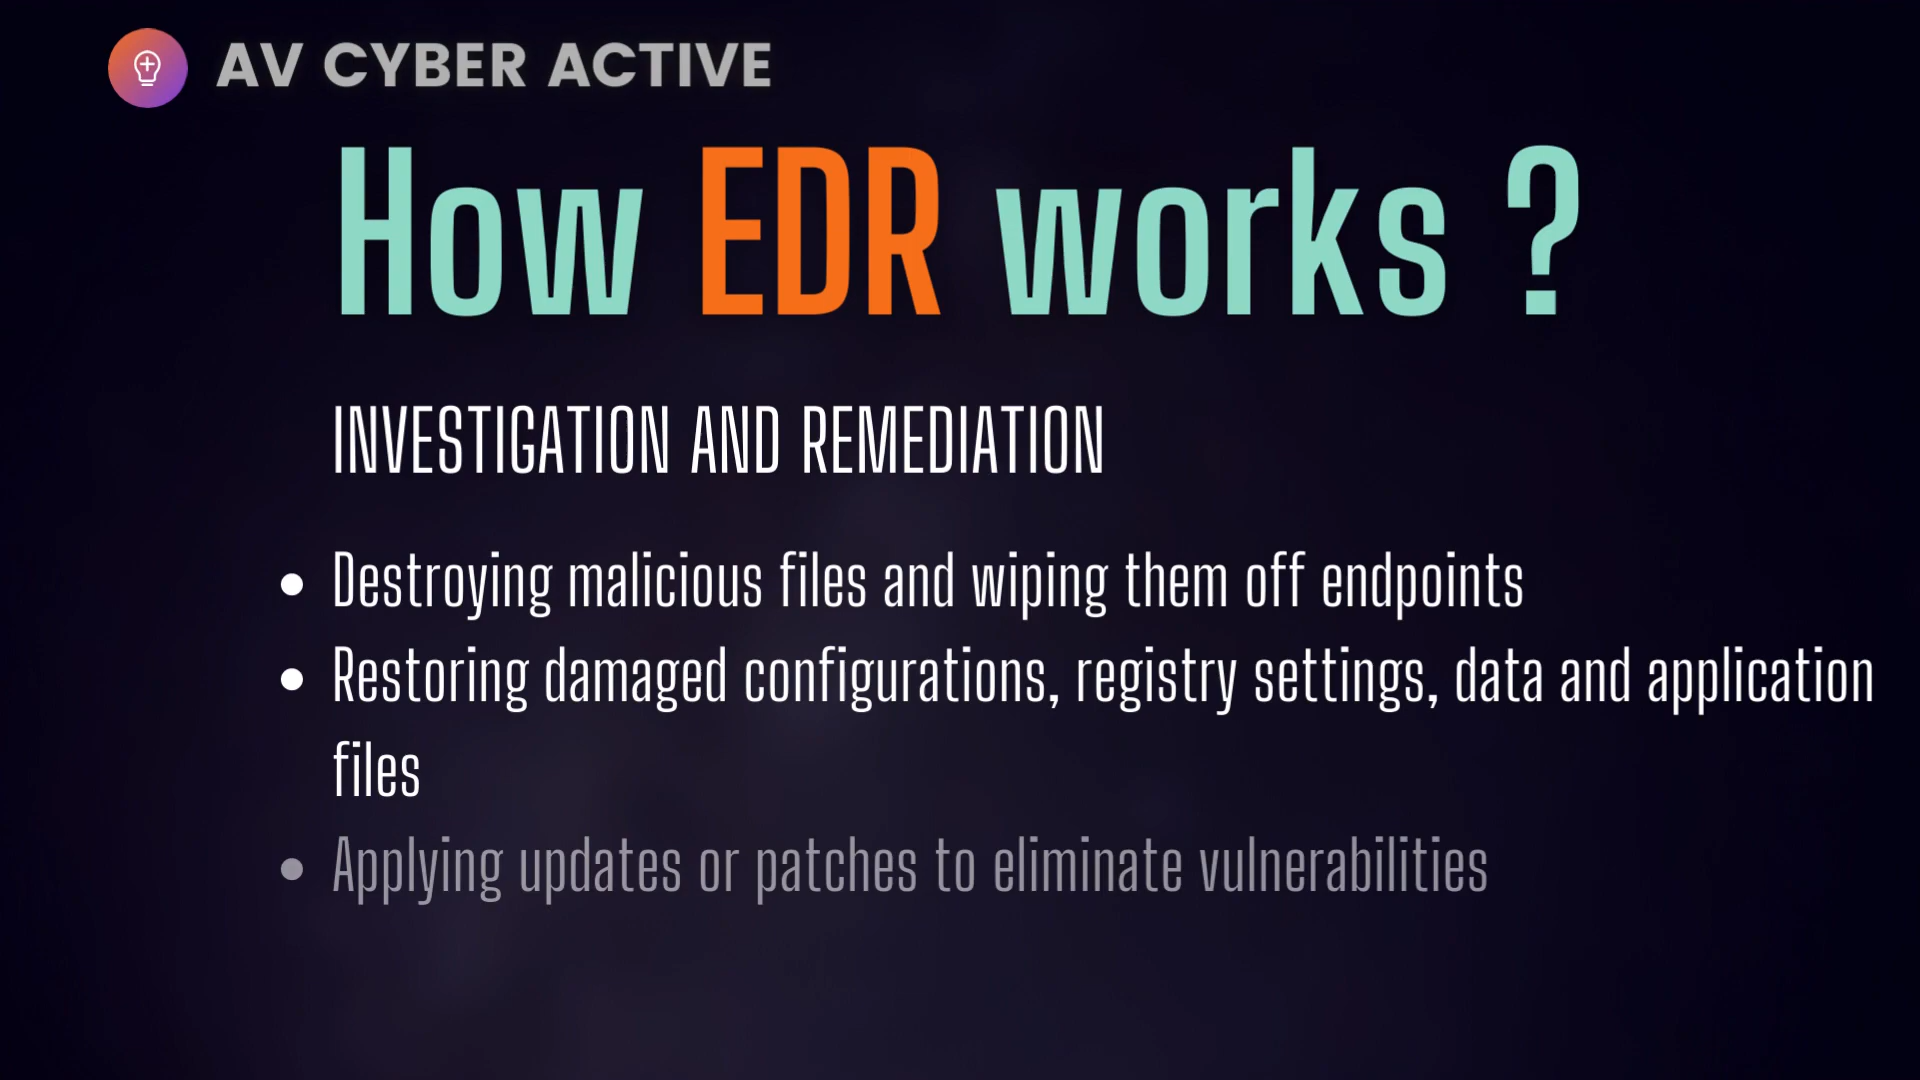 AV CYBER ACTIVE
How EDR works ?
INVESTIGATION AND REMEDIATION
• Destroying malicious files and wiping them off endpoints
• Restoring damaged configurations, registry settings, data and application
files
• Applying updates or patches to eliminate vulnerabilities